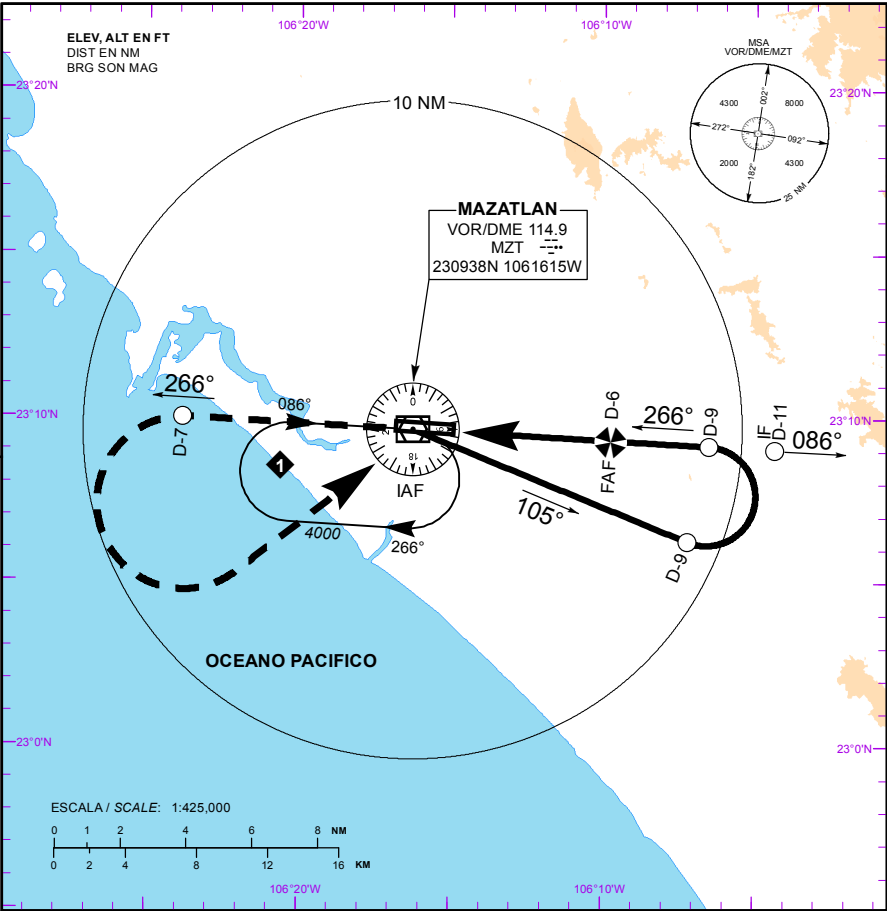 106°20'W
106°10'W
ELEV, ALT EN FT
DIST EN NM
BRG SON MAG
MSA
VOR/DME/MZT
23°20'N
23°20'N
4300
002°
8000
272°
092°
2000
182°
4300
25 NM
10 NM
MAZATLAN
VOR/DME 114.9
MZT
230938N 1061615W
266°
086°
D-7
0
18
IAF
D-6
FAF
266°
D-9
IF
D-11
086°
23°10'N
23°10'N
1
4000
266°
105°
D-9
OCEANO PACIFICO
23°0'N
23°0'N
ESCALA / SCALE: 1:425,000
0 1 2 4 6 8 NM
0 2 4 8 12 16 KM
106°20'W
106°10'W